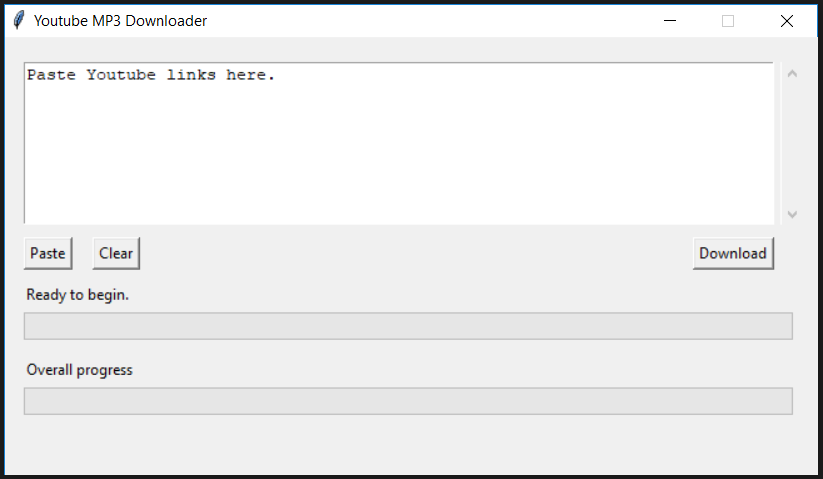 Youtube MP3 Downloader
Paste Youtube links here.
Paste Clear Download
Ready to begin.
Overall progress